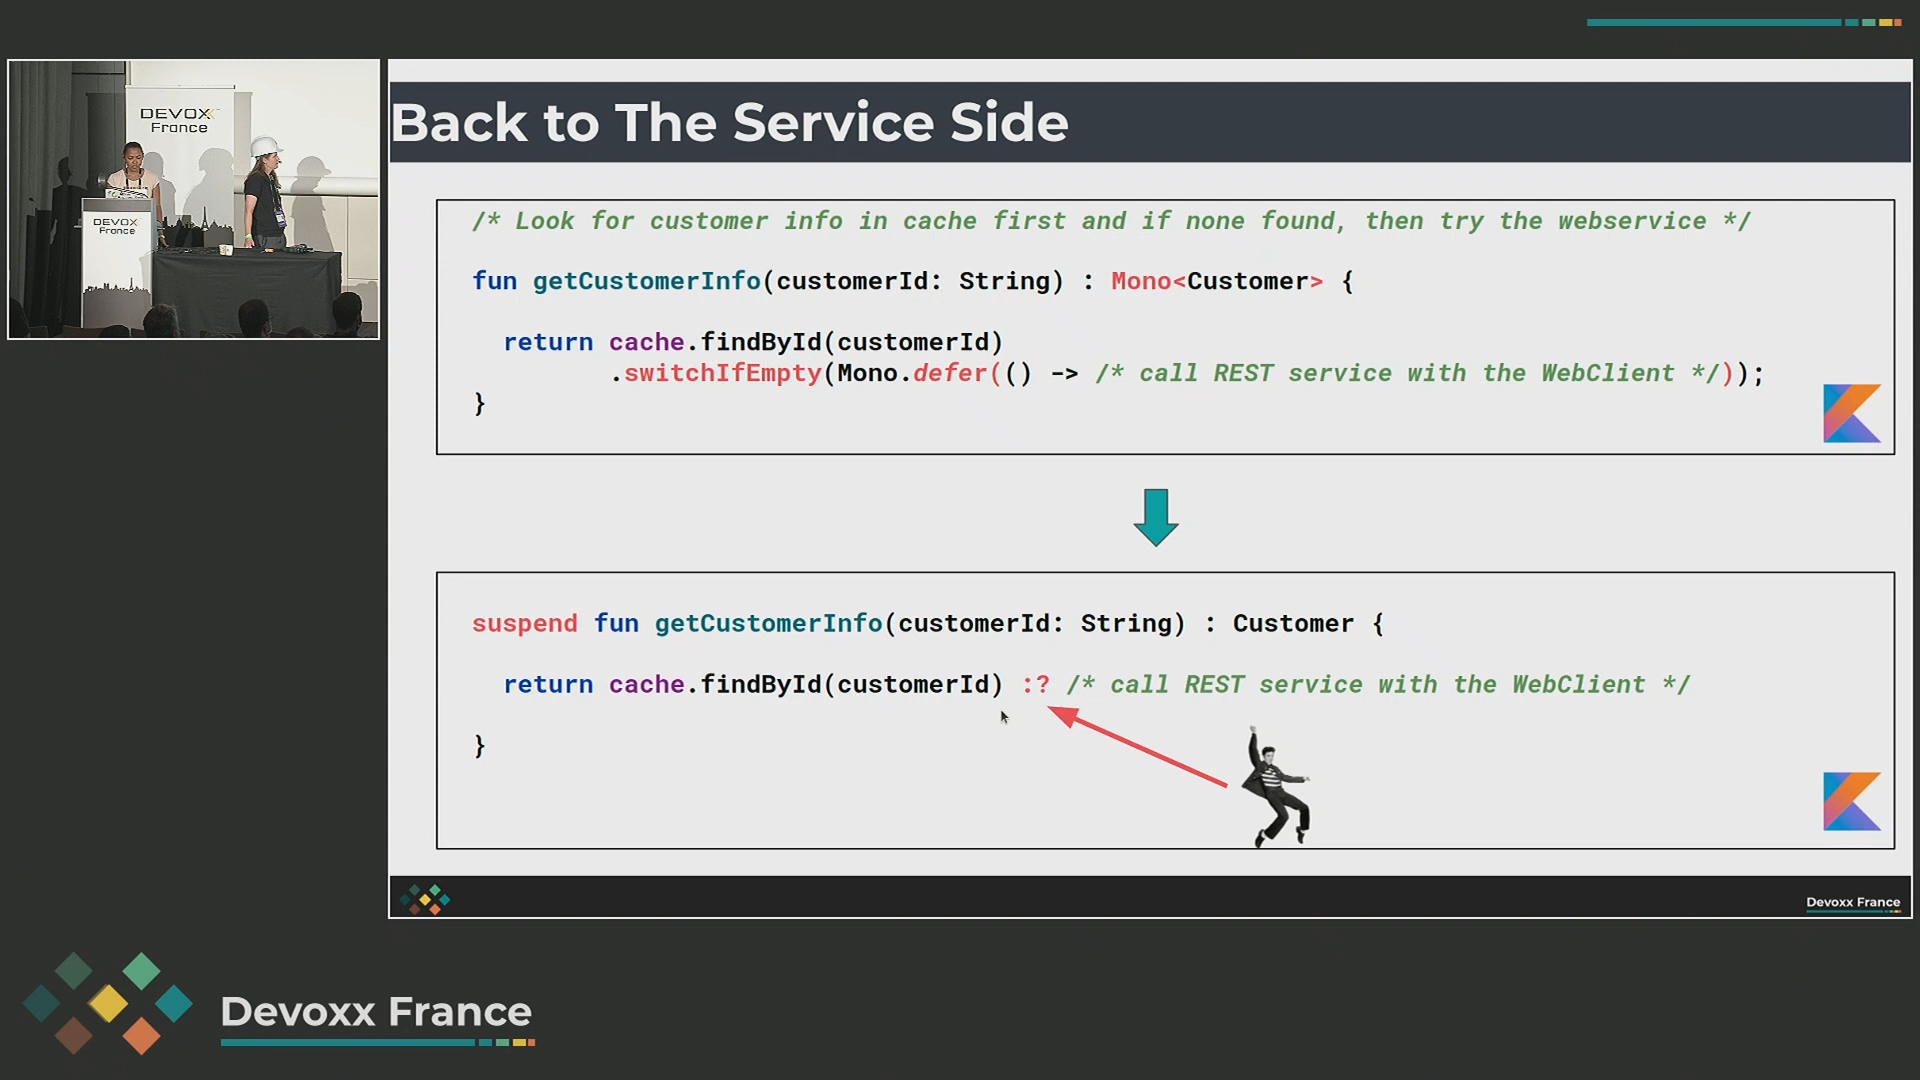 DEVOXX
France
DEVOXX
France
Back to The Service Side
/* Look for customer info in cache first and if none found, then try the webservice */
fun getCustomerInfo(customerId: String) : Mono<Customer> {
return cache.findById(customerId)
.switchIfEmpty(Mono.defer(() -> /* call REST service with the WebClient */));
}
suspend fun getCustomerInfo(customerId: String) : Customer {
return cache.findById(customerId) :? /* call REST service with the WebClient */
}
Devoxx France
Devoxx France